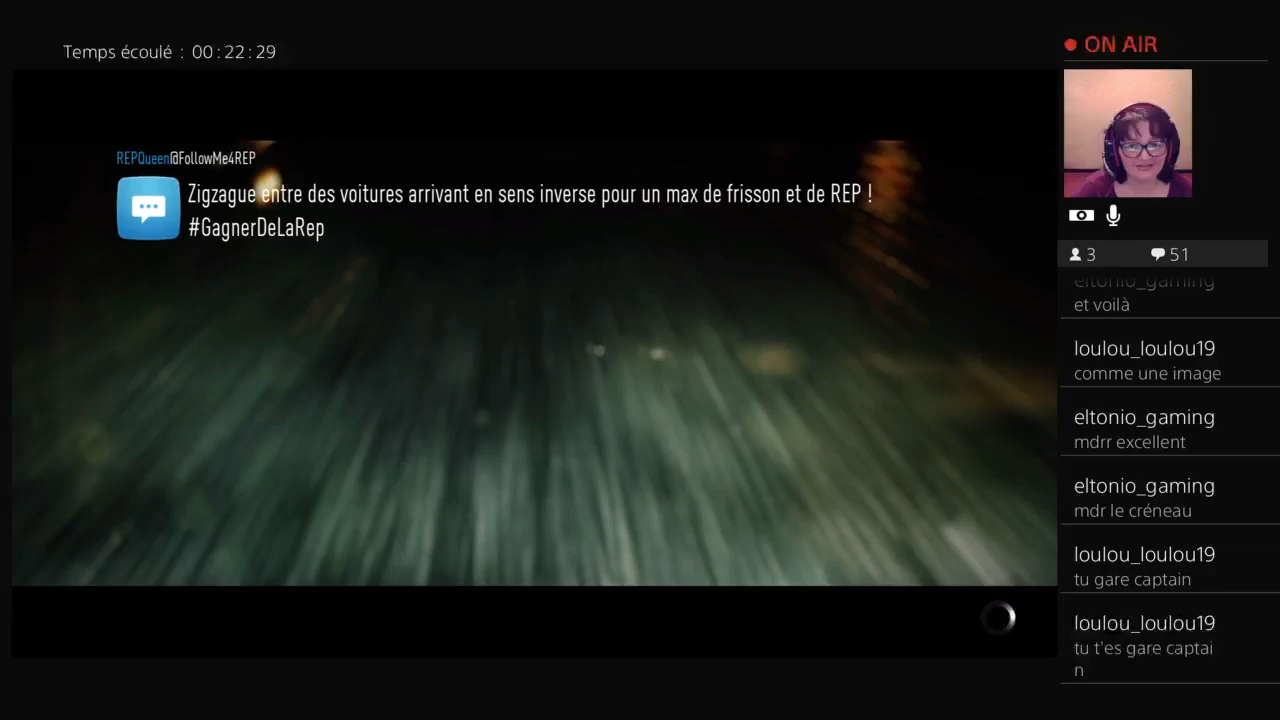 Temps écoulé : 00:22:29
ON AIR
REPQueen@FollowMe4REP
Zigzague entre des voitures arrivant en sens inverse pour un max de frisson et de REP !
#GagnerDeLaRep
3 51
eltonio_gaming
et voilà
loulou_loulou19
comme une image
eltonio_gaming
mdrr excellent
eltonio_gaming
mdr le créneau
loulou_loulou19
tu gare captain
loulou_loulou19
tu t'es gare captai
n